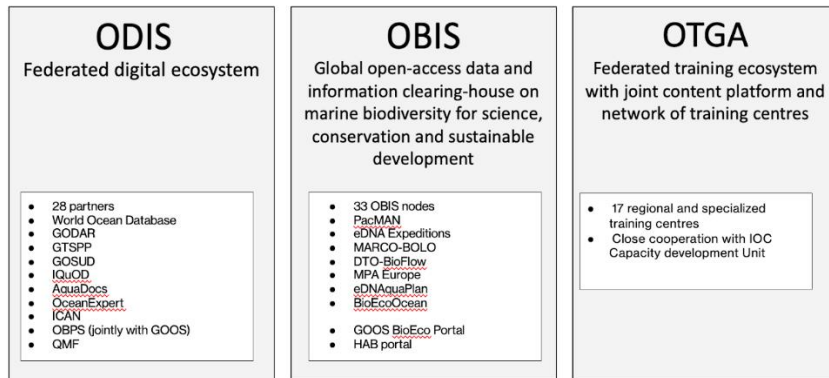 ODIS
Federated digital ecosystem
• 28 partners
• World Ocean Database
• GODAR
• GTSPP
• GOSUD
• IQuOD
• AquaDocs
• OceanExpert
• ICAN
• OBPS (jointly with GOOS)
• QMF
OBIS
Global open-access data and
information clearing-house on
marine biodiversity for science,
conservation and sustainable
development
• 33 OBIS nodes
• PacMAN
• eDNA Expeditions
• MARCO-BOLO
• DTO-BioFlow
• MPA Europe
• eDNAquaPlan
• BioEcoOcean
• GOOS BioEco Portal
• HAB portal
OTGA
Federated training ecosystem
with joint content platform and
network of training centres
• 17 regional and specialized
training centres
• Close cooperation with IOC
Capacity development Unit